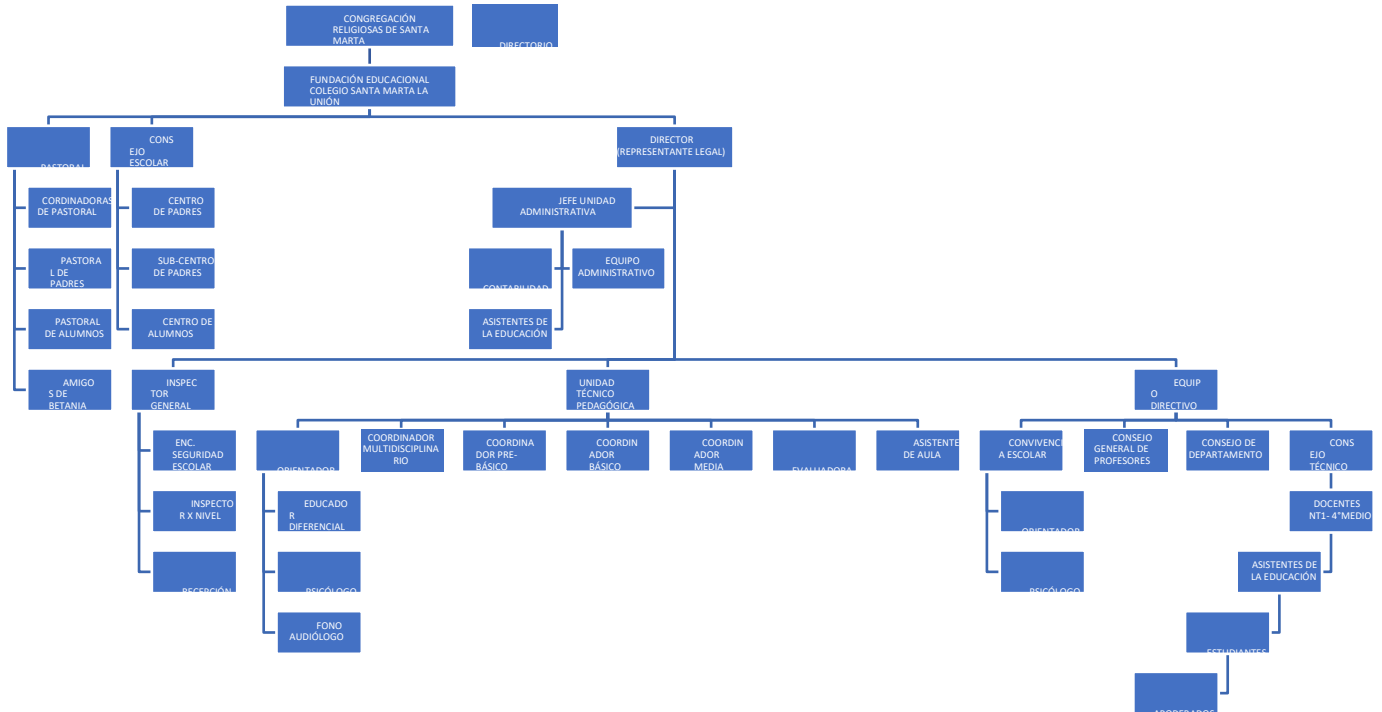 CONGREGACIÓN
RELIGIOSAS DE SANTA
MARTA
DIRECTORIO
FUNDACIÓN EDUCACIONAL
COLEGIO SANTA MARTA LA
UNIÓN
PASTORAL
CONS
EJO
ESCOLAR
DIRECTOR
(REPRESENTANTE LEGAL)
CORDINADORAS
DE PASTORAL
CENTRO
DE PADRES
JEFE UNIDAD
ADMINISTRATIVA
PASTORA
L DE
PADRES
SUB-CENTRO
DE PADRES
CONTABILIDAD
EQUIPO
ADMINISTRATIVO
PASTORAL
DE ALUMNOS
CENTRO DE
ALUMNOS
ASISTENTES DE
LA EDUCACIÓN
AMIGO
S DE
BETANIA
INSPEC
TOR
GENERAL
UNIDAD
TÉCNICO
PEDAGÓGICA
EQUIP
O
DIRECTIVO
ENC.
SEGURIDAD
ESCOLAR
ORIENTADOR
COORDINADOR
MULTIDISCIPLINA
RIO
COORDINA
DOR PRE-
BÁSICO
COORDIN
ADOR
BÁSICO
COORDIN
ADOR
MEDIA
EVALUADORA
ASISTENTE
DE AULA
CONVIVENCI
A ESCOLAR
CONSEJO
GENERAL DE
PROFESORES
CONSEJO DE
DEPARTAMENTO
CONS
EJO
TÉCNICO
INSPECTO
R X NIVEL
EDUCADO
R
DIFERENCIAL
ORIENTADOR
DOCENTES
NT1- 4°MEDIO
RECEPCIÓN
PSICÓLOGO
PSICÓLOGO
ASISTENTES DE
LA EDUCACIÓN
FONO
AUDIÓLOGO
ESTUDIANTES
APODERADOS